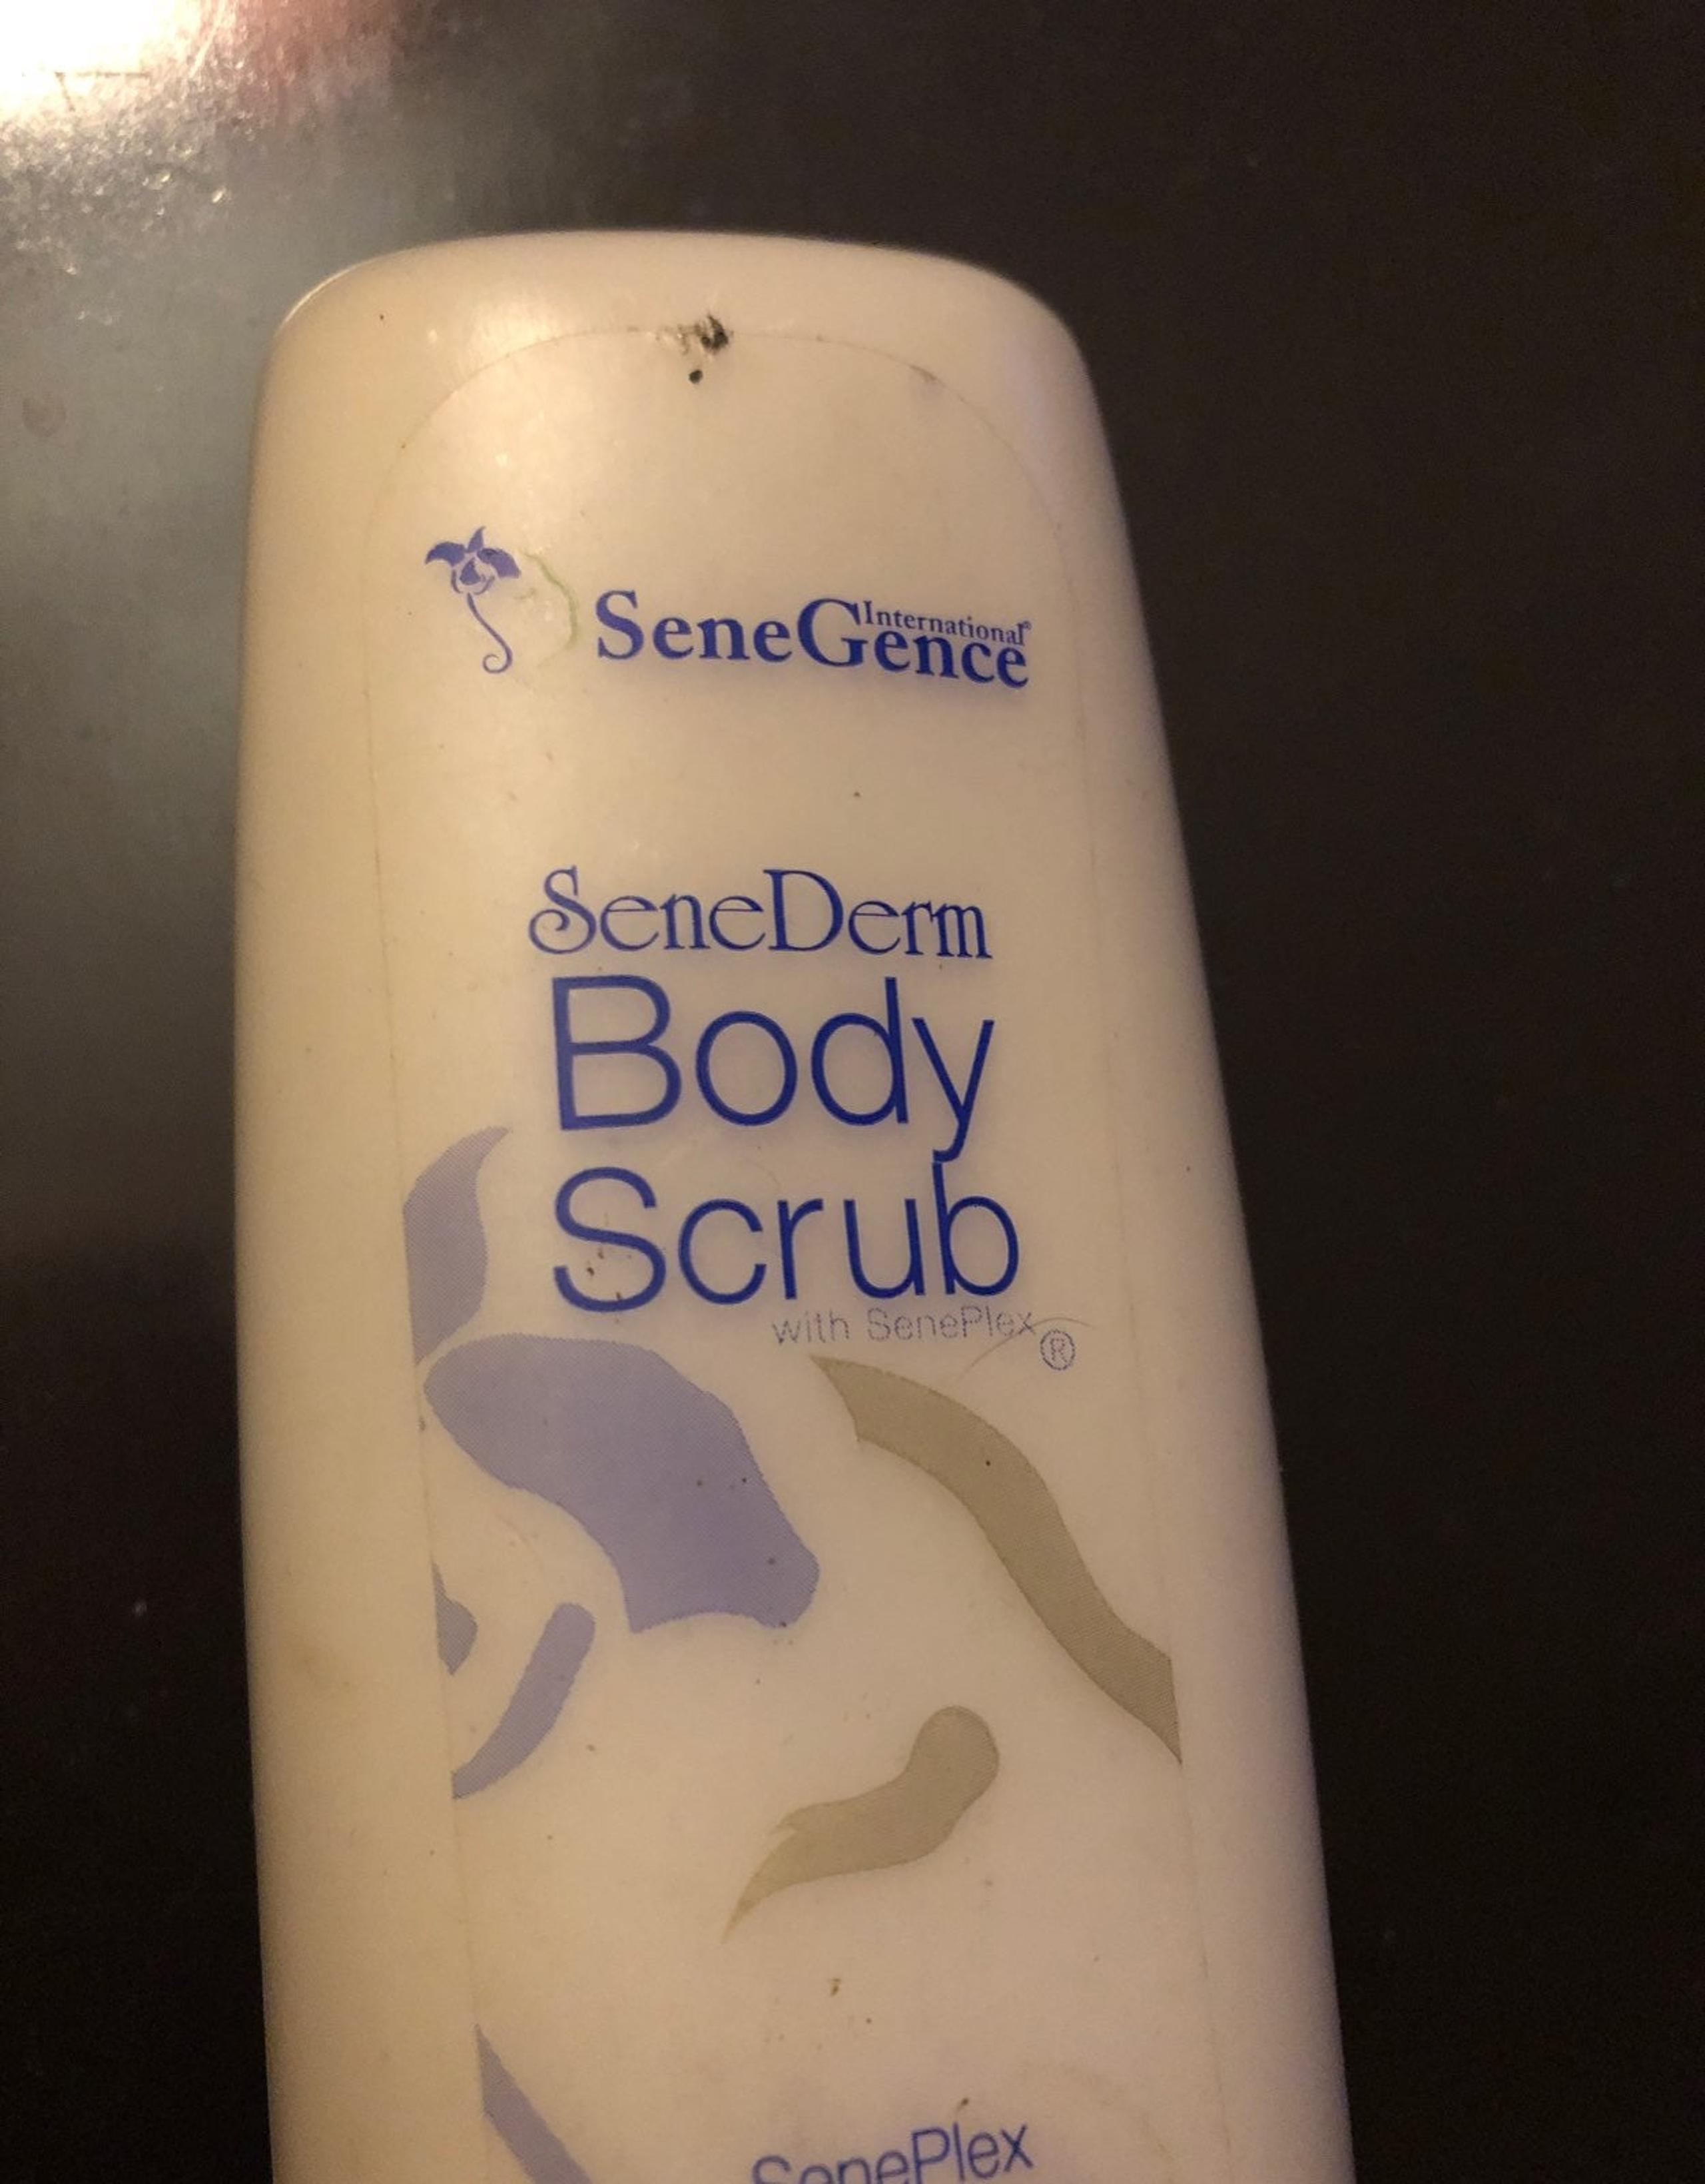 SeneGence International®
SeneDerm
Body
Scrub
with SenePlex®
SenePlex